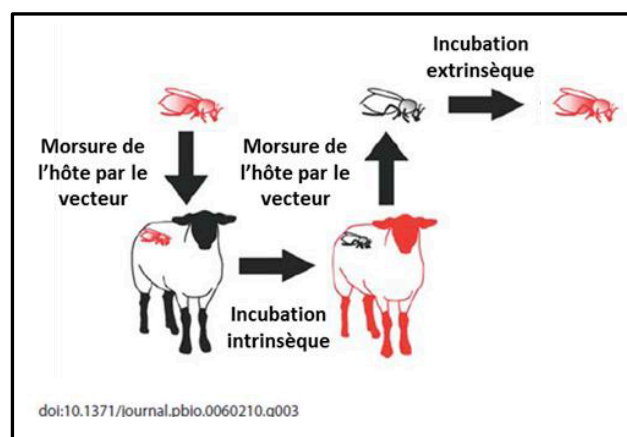 Incubation
extrinsèque
Morsure de
l'hôte par le
vecteur
Morsure de
l'hôte par le
vecteur
Incubation
intrinsèque
doi:10.1371/journal.pbio.0060210.g003